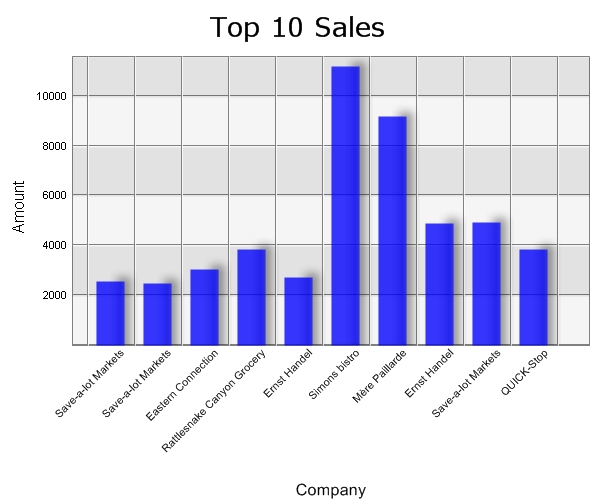 Top 10 Sales
Amount
10000
8000
6000
4000
2000
Save-a-lot Markets
Save-a-lot Markets
Eastern Connection
Rattlesnake Canyon Grocery
Ernst Handel
Simons bistro
Mère Paillarde
Ernst Handel
Save-a-lot Markets
QUICK-Stop
Company